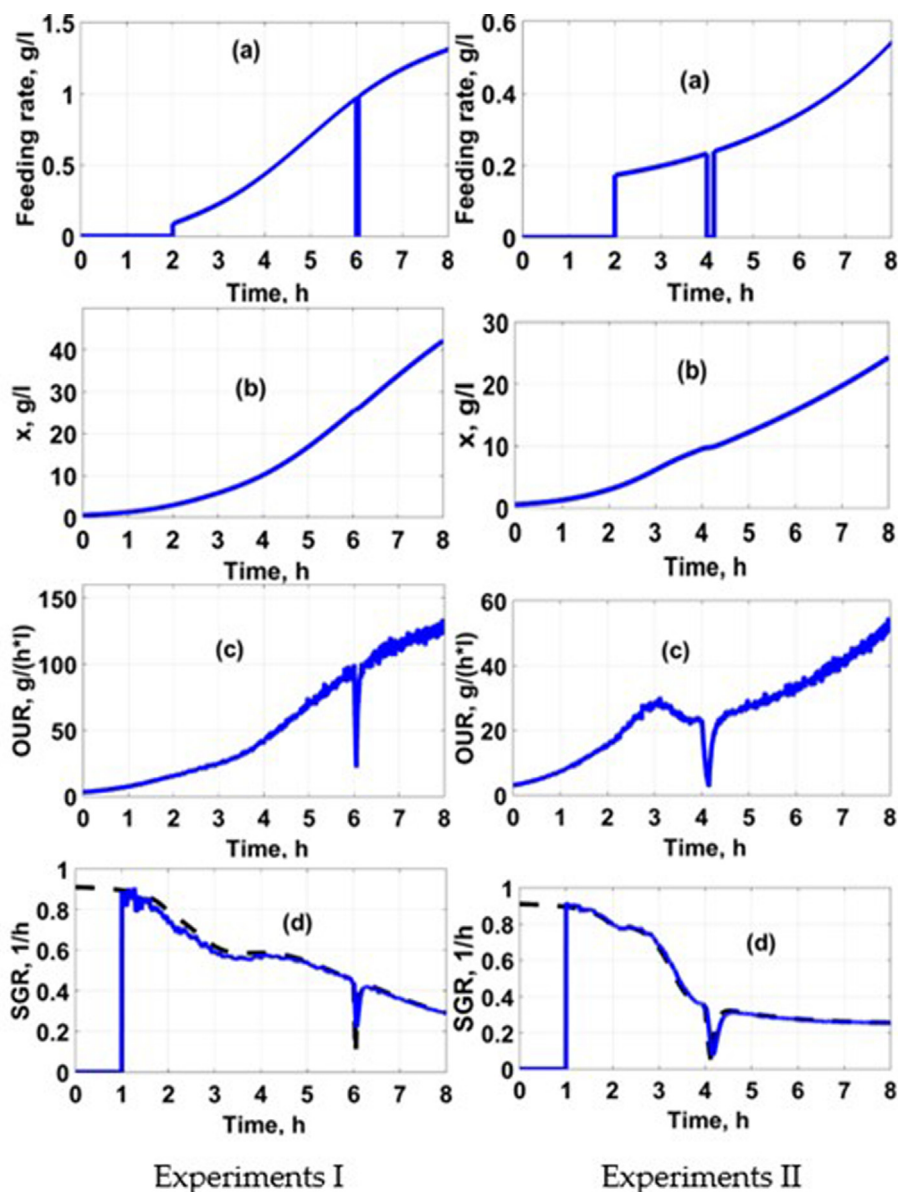 Feeding rate, g/l
1.5
1
0.5
0
(a)
0 1 2 3 4 5 6 7 8
Time, h
Feeding rate, g/l
0.6
0.4
0.2
0
(a)
0 1 2 3 4 5 6 7 8
Time, h
x, g/l
40
30
20
10
0
(b)
0 1 2 3 4 5 6 7 8
Time, h
x, g/l
30
20
10
0
(b)
0 1 2 3 4 5 6 7 8
Time, h
OUR, g/(h*l)
150
100
50
0
(c)
0 1 2 3 4 5 6 7 8
Time, h
OUR, g/(h*l)
60
40
20
0
(c)
0 1 2 3 4 5 6 7 8
Time, h
SGR, 1/h
1
0.8
0.6
0.4
0.2
0
(d)
0 1 2 3 4 5 6 7 8
Time, h
SGR, 1/h
1
0.8
0.6
0.4
0.2
0
(d)
0 1 2 3 4 5 6 7 8
Time, h
Experiments I
Experiments II